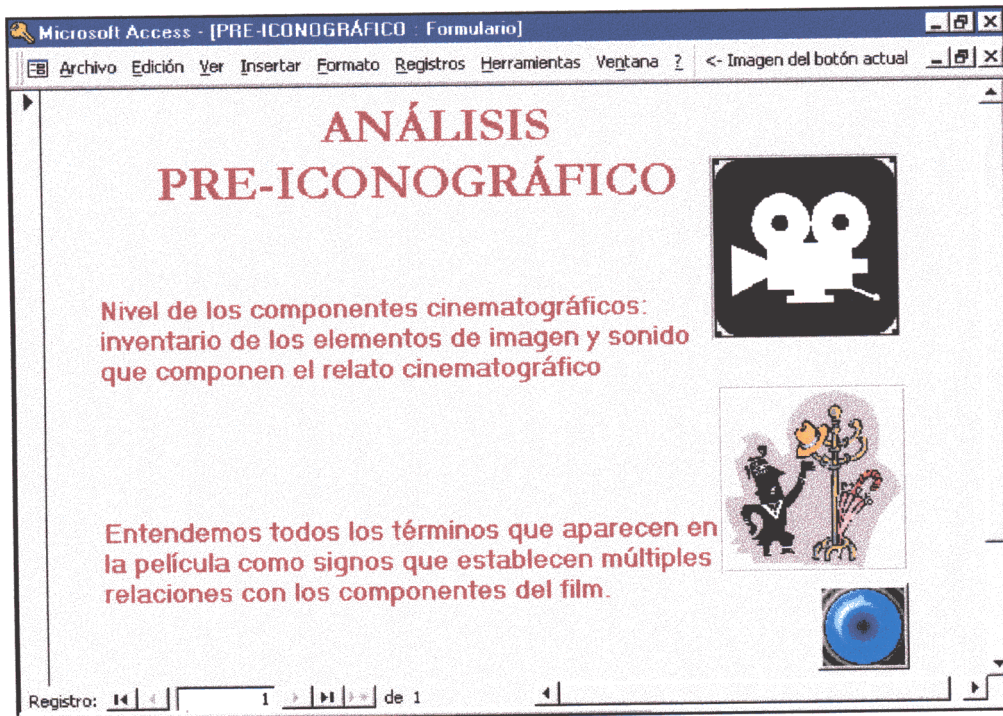 Microsoft Access - [PRE-ICONOGRÁFICO : Formulario]
Archivo Edición Ver Insertar Formato Registros Herramientas Ventana ? <- Imagen del botón actual
ANÁLISIS
PRE-ICONOGRÁFICO
Nivel de los componentes cinematográficos:
inventario de los elementos de imagen y sonido
que componen el relato cinematográfico
Entendemos todos los términos que aparecen en
la película como signos que establecen múltiples
relaciones con los componentes del film.
Registro: 1 de 1